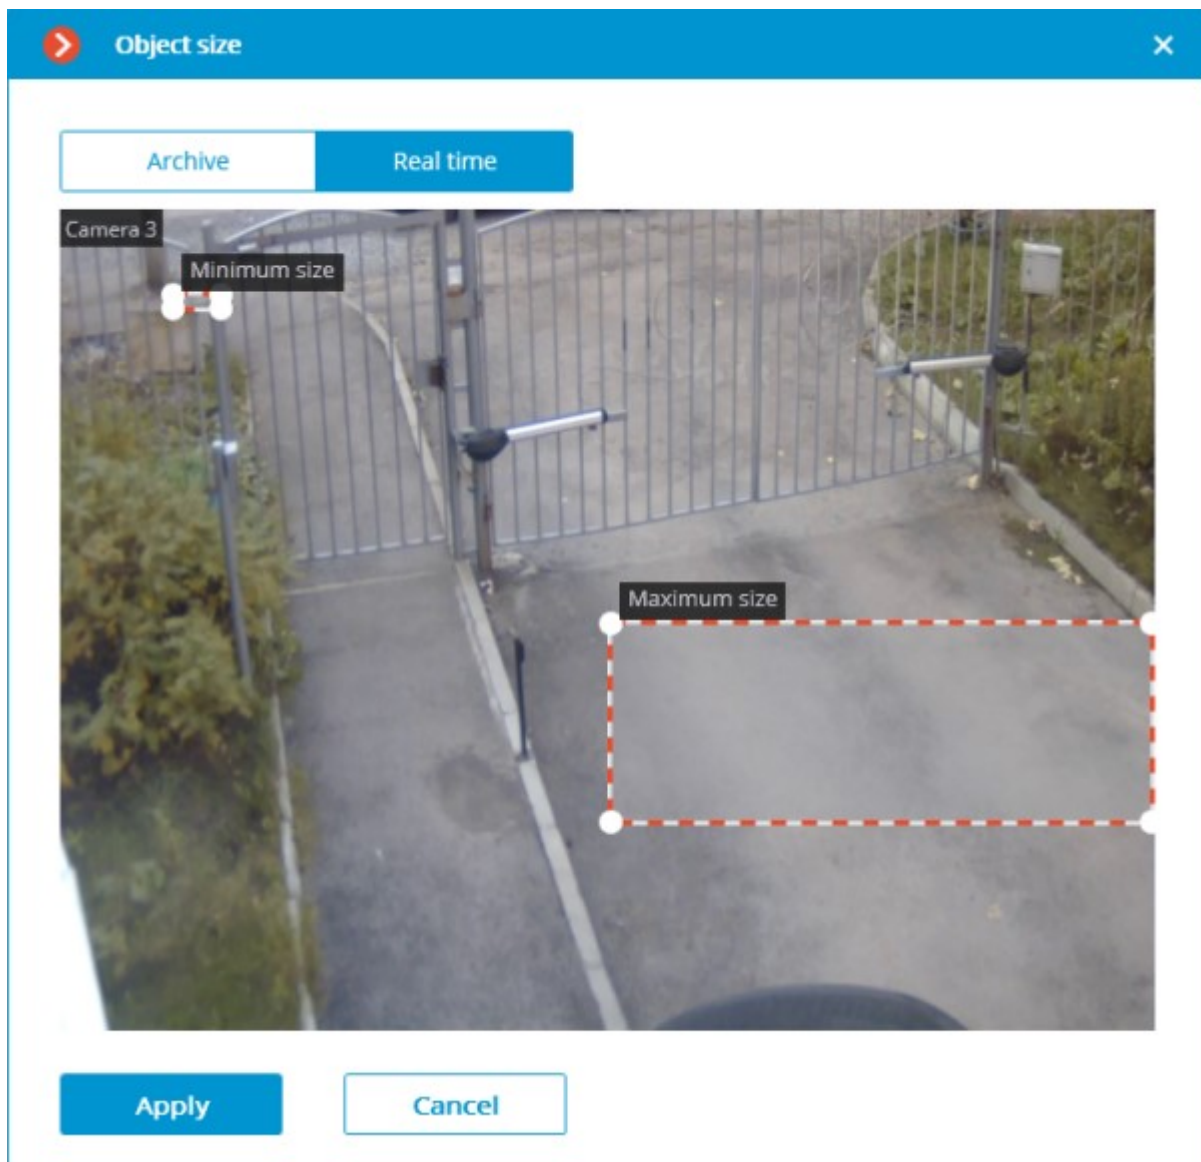 Object size
Archive
Real time
Camera 3
Minimum size
Maximum size
Apply
Cancel